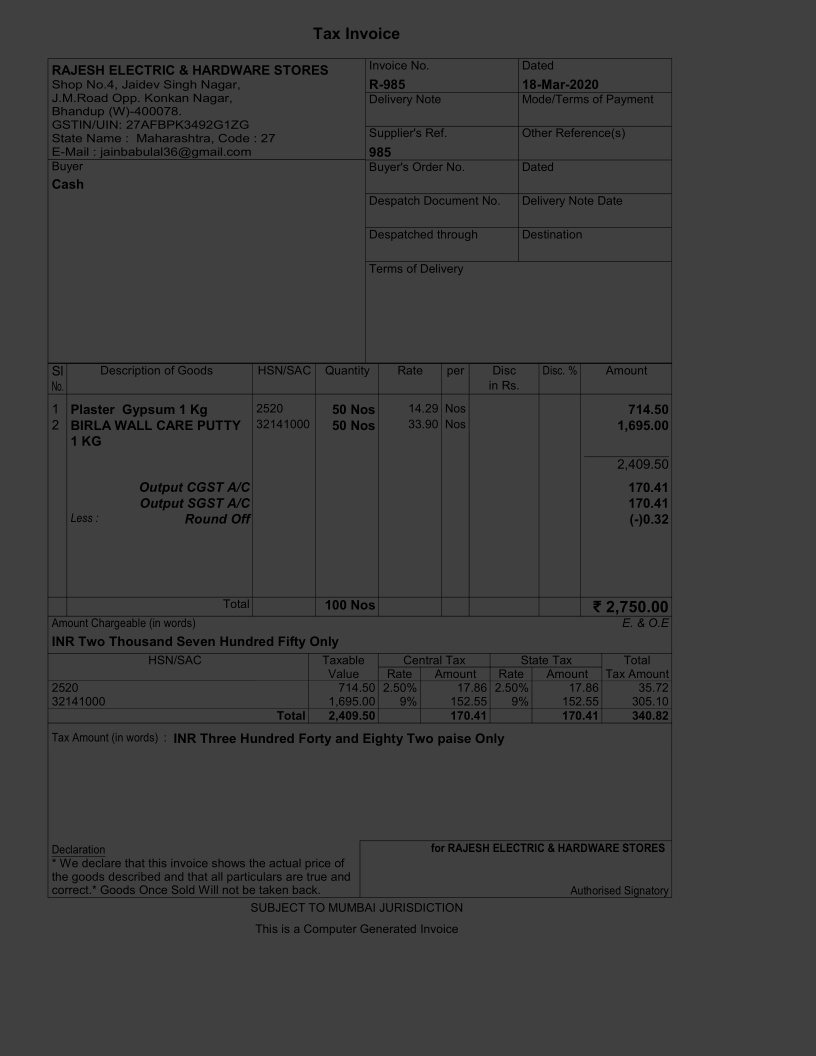 Tax Invoice
RAJESH ELECTRIC & HARDWARE STORES
Shop No.4, Jaidev Singh Nagar,
J.M.Road Opp. Konkan Nagar,
Bhandup (W)-400078.
GSTIN/UIN: 27AFBPK3492G1ZG
State Name :  Maharashtra, Code : 27
E-Mail : jainbabulal36@gmail.com
Invoice No.
R-985
Dated
18-Mar-2020
Delivery Note
Mode/Terms of Payment
Supplier's Ref.
985
Other Reference(s)
Buyer
Cash
Buyer's Order No.
Dated
Despatch Document No.
Delivery Note Date
Despatched through
Destination
Terms of Delivery
Sl No. Description of Goods HSN/SAC Quantity Rate per Disc in Rs. Disc. % Amount
1 Plaster  Gypsum 1 Kg 2520 50 Nos 14.29 Nos 714.50
2 BIRLA WALL CARE PUTTY 32141000 50 Nos 33.90 Nos 1,695.00
1 KG
2,409.50
Output CGST A/C 170.41
Output SGST A/C 170.41
Less : Round Off (-)0.32
Total 100 Nos ₹ 2,750.00
Amount Chargeable (in words) E. & O.E
INR Two Thousand Seven Hundred Fifty Only
HSN/SAC Taxable Central Tax State Tax Total
Value Rate Amount Rate Amount Tax Amount
2520 714.50 2.50% 17.86 2.50% 17.86 35.72
32141000 1,695.00 9% 152.55 9% 152.55 305.10
Total 2,409.50 170.41 170.41 340.82
Tax Amount (in words)  :  INR Three Hundred Forty and Eighty Two paise Only
Declaration
* We declare that this invoice shows the actual price of
the goods described and that all particulars are true and
correct.* Goods Once Sold Will not be taken back.
for RAJESH ELECTRIC & HARDWARE STORES
Authorised Signatory
SUBJECT TO MUMBAI JURISDICTION
This is a Computer Generated Invoice